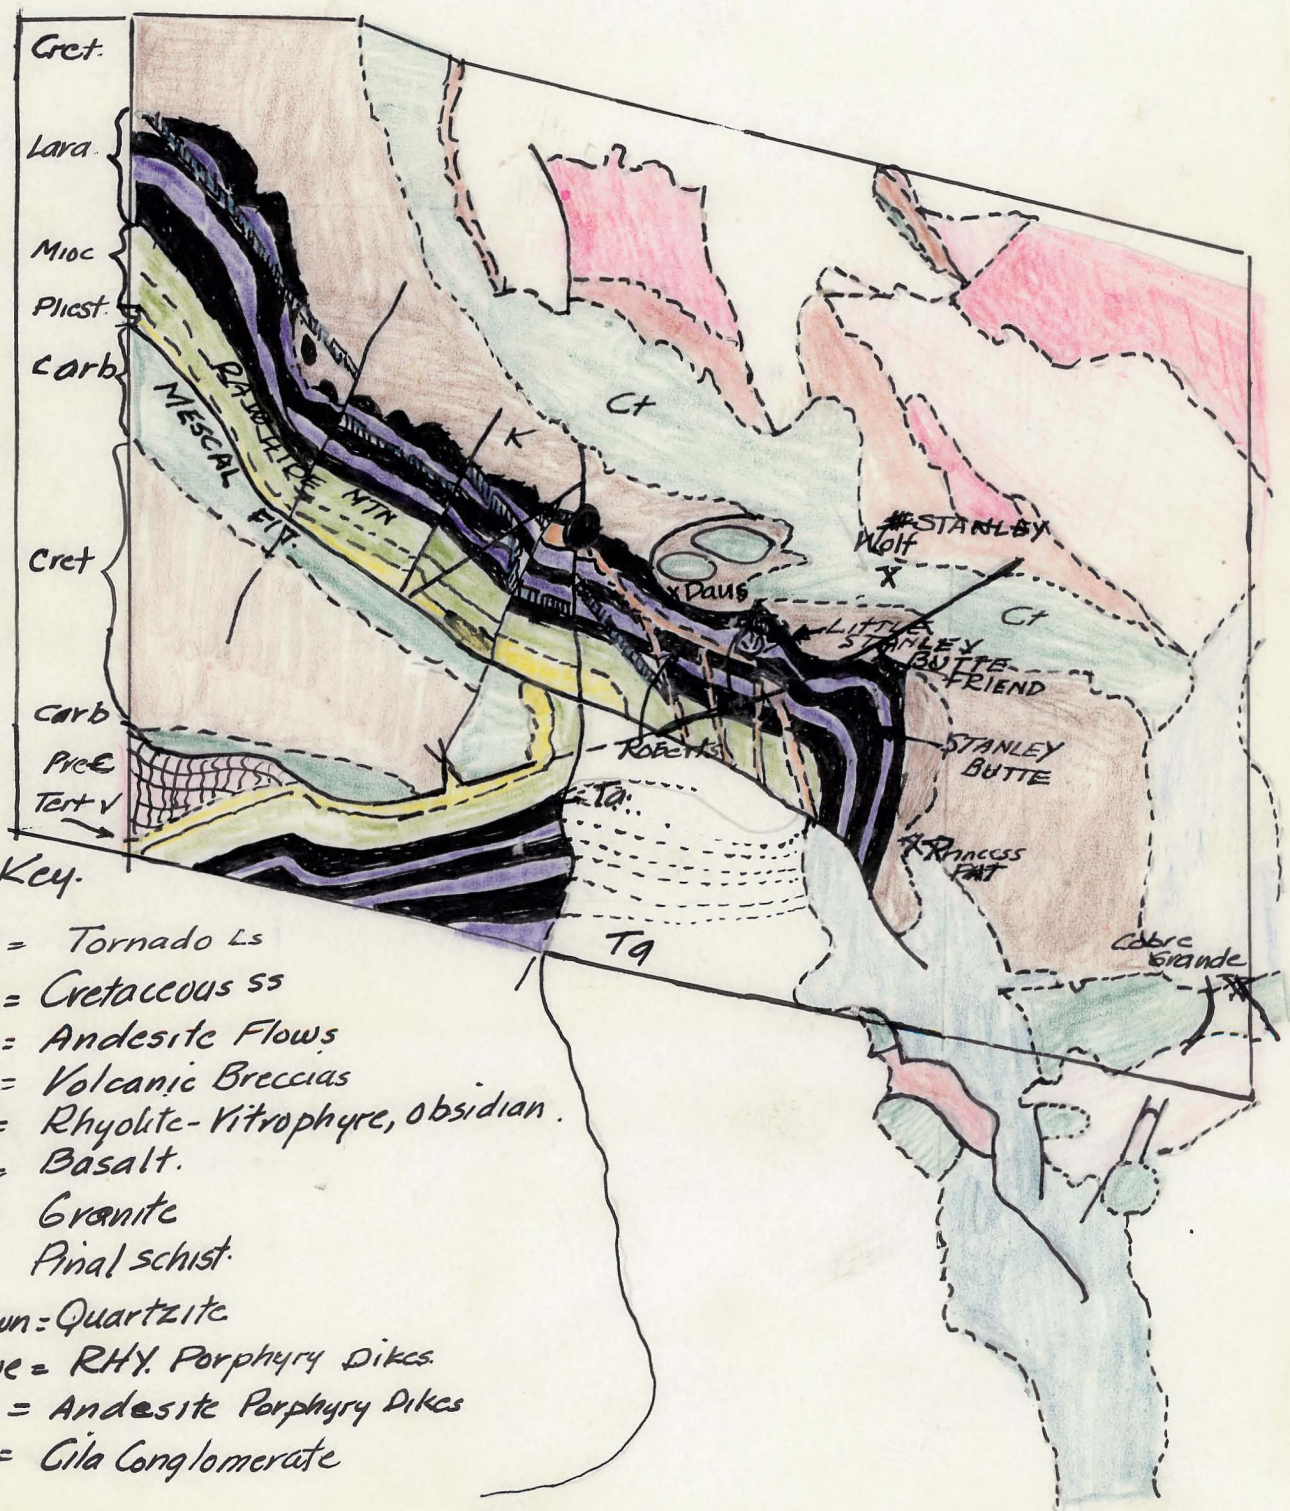 Cret.
Lara.
Mioc
Pliest.
Carb
Cret
Carb
Pre€
Tert V
RAWHIDE MTN
MESCAL
FLT.
K
Ct
STANLEY
Wolf
X
x Daus
Ct
LITTLE
STANLEY
BUTTE
FRIEND
STANLEY
BUTTE
Roberts
Ta
Princess
PAT
Tg
Cobre
Grande
Key.
= Tornado Ls
= Cretaceous ss
= Andesite Flows
= Volcanic Breccias
= Rhyolite-Vitrophyre, obsidian.
= Basalt.
Granite
Pinal schist.
wn = Quartzite
e = RHY. Porphyry Dikes.
= Andesite Porphyry Dikes
= Gila Conglomerate